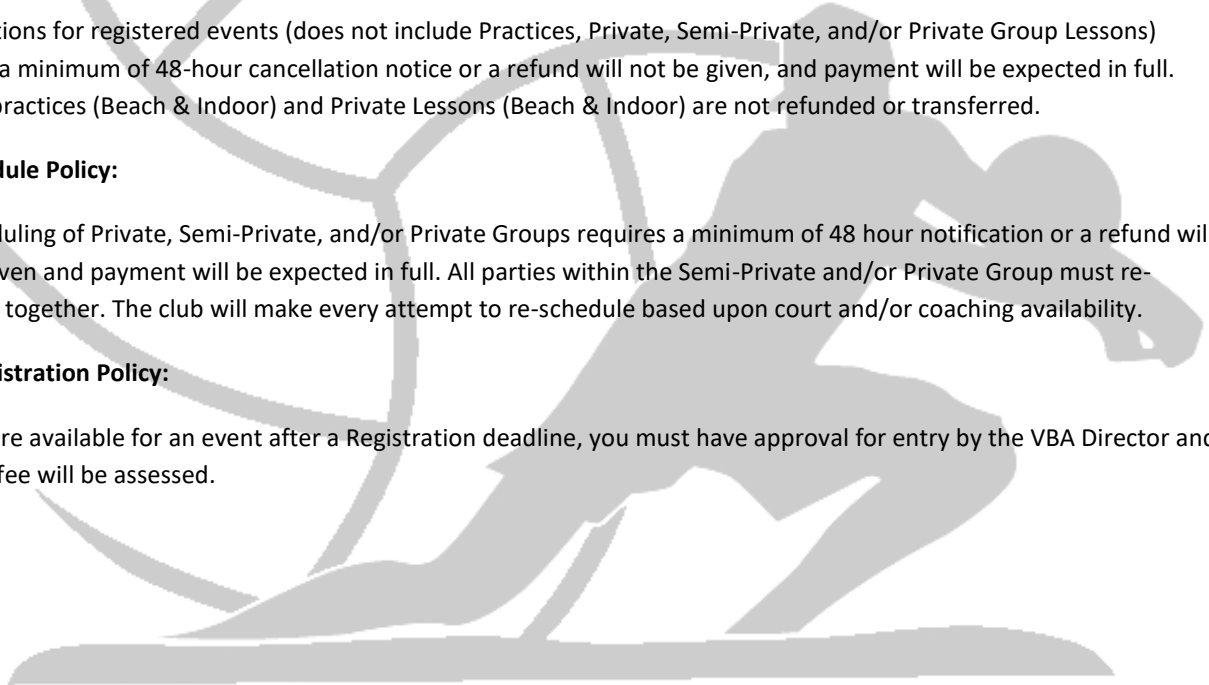 tions for registered events (does not include Practices, Private, Semi-Private, and/or Private Group Lessons)
a minimum of 48-hour cancellation notice or a refund will not be given, and payment will be expected in full.
practices (Beach & Indoor) and Private Lessons (Beach & Indoor) are not refunded or transferred.
dule Policy:
duling of Private, Semi-Private, and/or Private Groups requires a minimum of 48 hour notification or a refund wil
ven and payment will be expected in full. All parties within the Semi-Private and/or Private Group must re-
together. The club will make every attempt to re-schedule based upon court and/or coaching availability.
istration Policy:
re available for an event after a Registration deadline, you must have approval for entry by the VBA Director and
fee will be assessed.